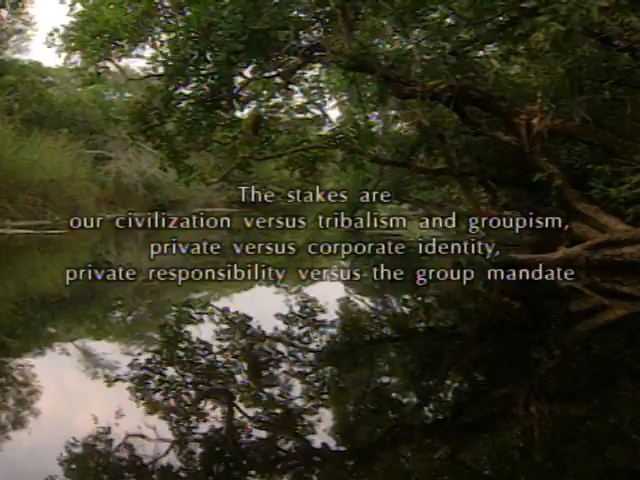 The stakes are
our civilization versus tribalism and groupism,
private versus corporate identity,
private responsibility versus the group mandate